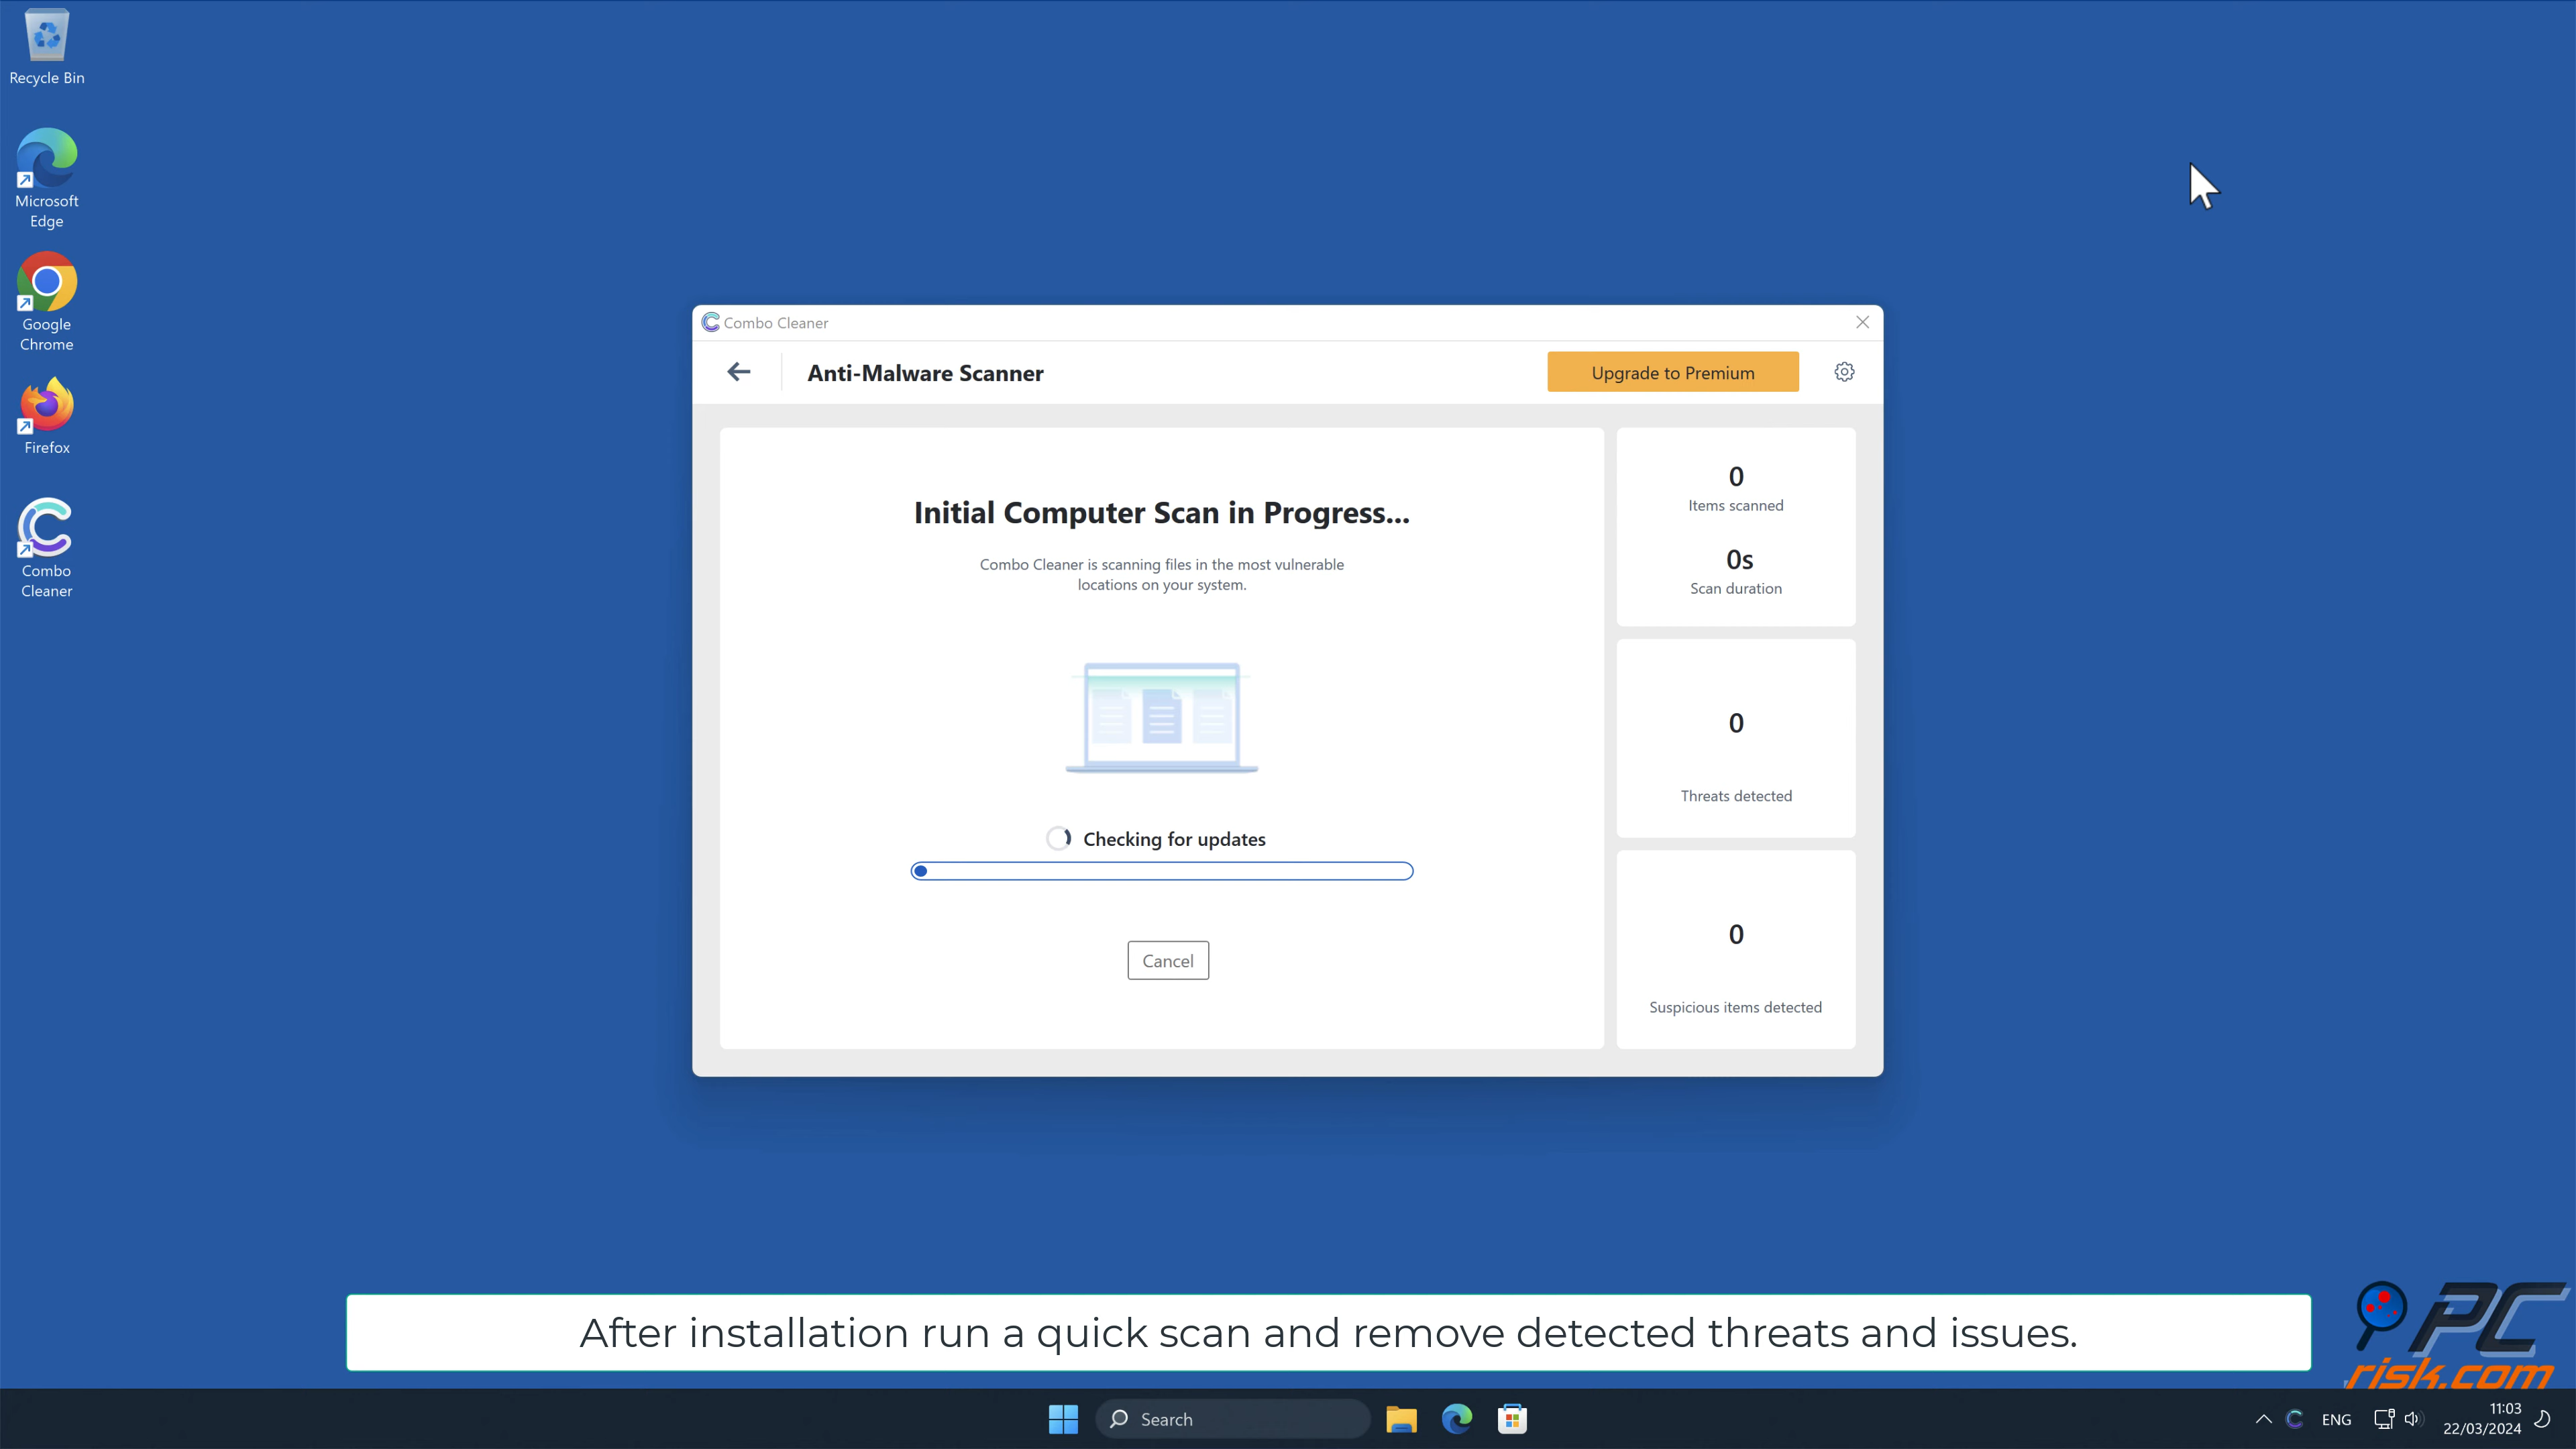 Recycle Bin
Microsoft
Edge
Google
Chrome
Firefox
Combo
Cleaner
Combo Cleaner
Anti-Malware Scanner
Upgrade to Premium
Initial Computer Scan in Progress...
Combo Cleaner is scanning files in the most vulnerable
locations on your system.
Checking for updates
Cancel
0
Items scanned
0s
Scan duration
0
Threats detected
0
Suspicious items detected
After installation run a quick scan and remove detected threats and issues.
PC
risk.com
Search
ENG
11:03
22/03/2024